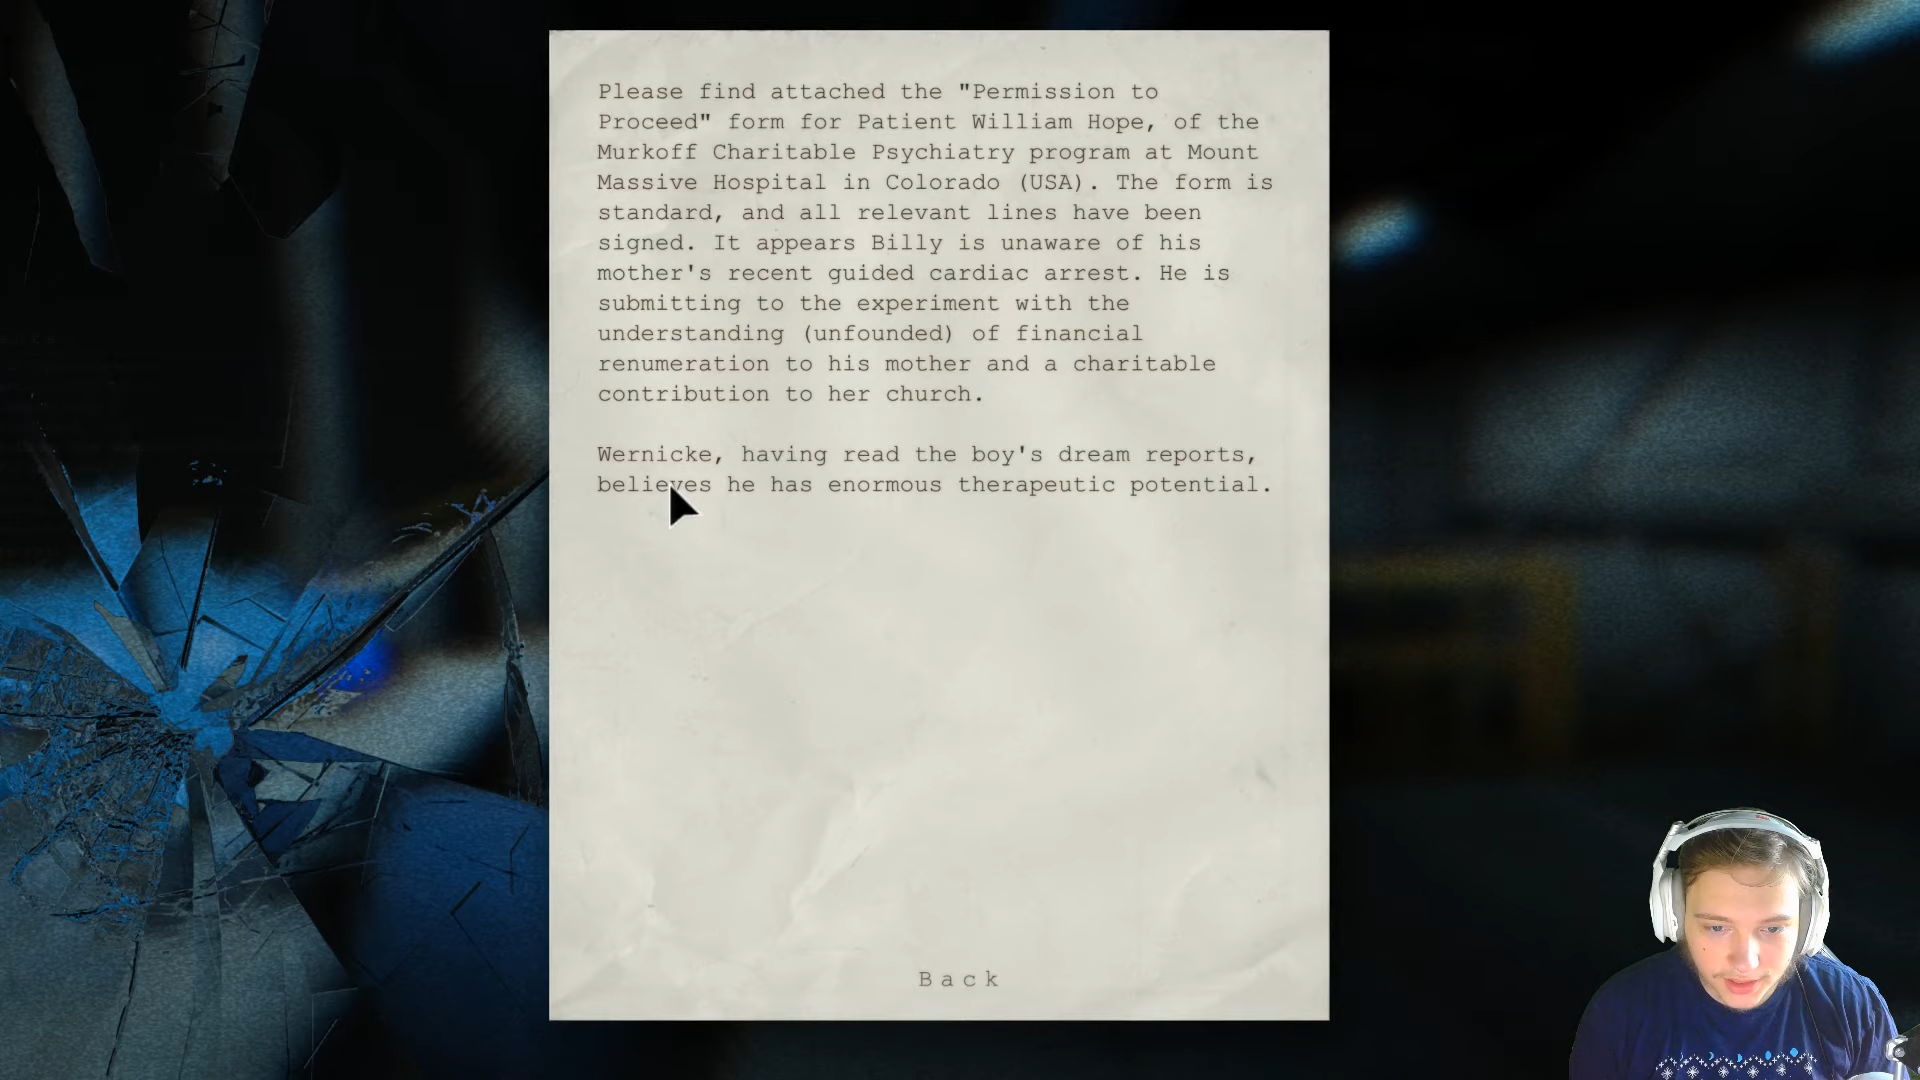 Please find attached the "Permission to
Proceed" form for Patient William Hope, of the
Murkoff Charitable Psychiatry program at Mount
Massive Hospital in Colorado (USA). The form is
standard, and all relevant lines have been
signed. It appears Billy is unaware of his
mother's recent guided cardiac arrest. He is
submitting to the experiment with the
understanding (unfounded) of financial
renumeration to his mother and a charitable
contribution to her church.
Wernicke, having read the boy's dream reports,
believes he has enormous therapeutic potential.
Back